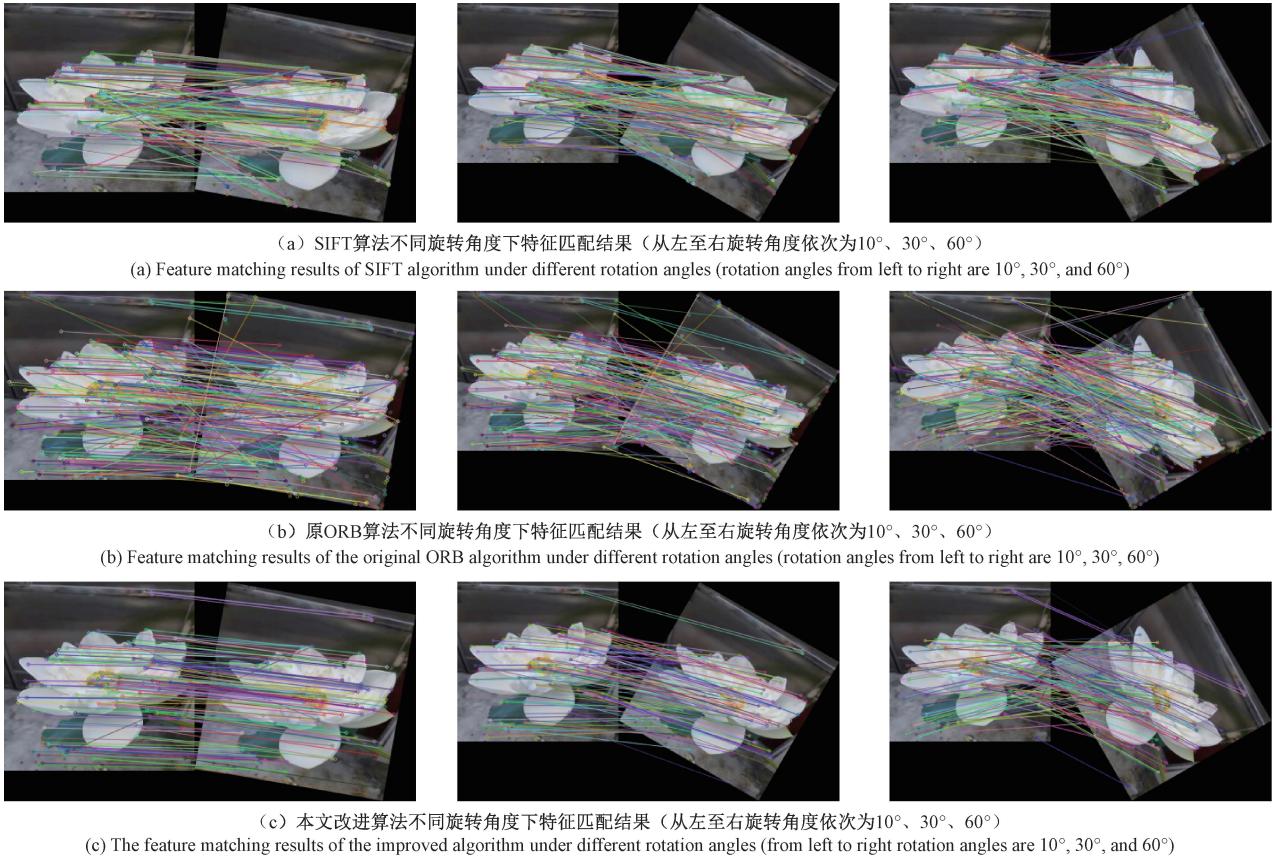 （a）SIFT算法不同旋转角度下特征匹配结果（从左至右旋转角度依次为10°、30°、60°）
(a) Feature matching results of SIFT algorithm under different rotation angles (rotation angles from left to right are 10°, 30°, and 60°)
（b）原ORB算法不同旋转角度下特征匹配结果（从左至右旋转角度依次为10°、30°、60°）
(b) Feature matching results of the original ORB algorithm under different rotation angles (rotation angles from left to right are 10°, 30°, 60°)
（c）本文改进算法不同旋转角度下特征匹配结果（从左至右旋转角度依次为10°、30°、60°）
(c) The feature matching results of the improved algorithm under different rotation angles (from left to right rotation angles are 10°, 30°, and 60°)